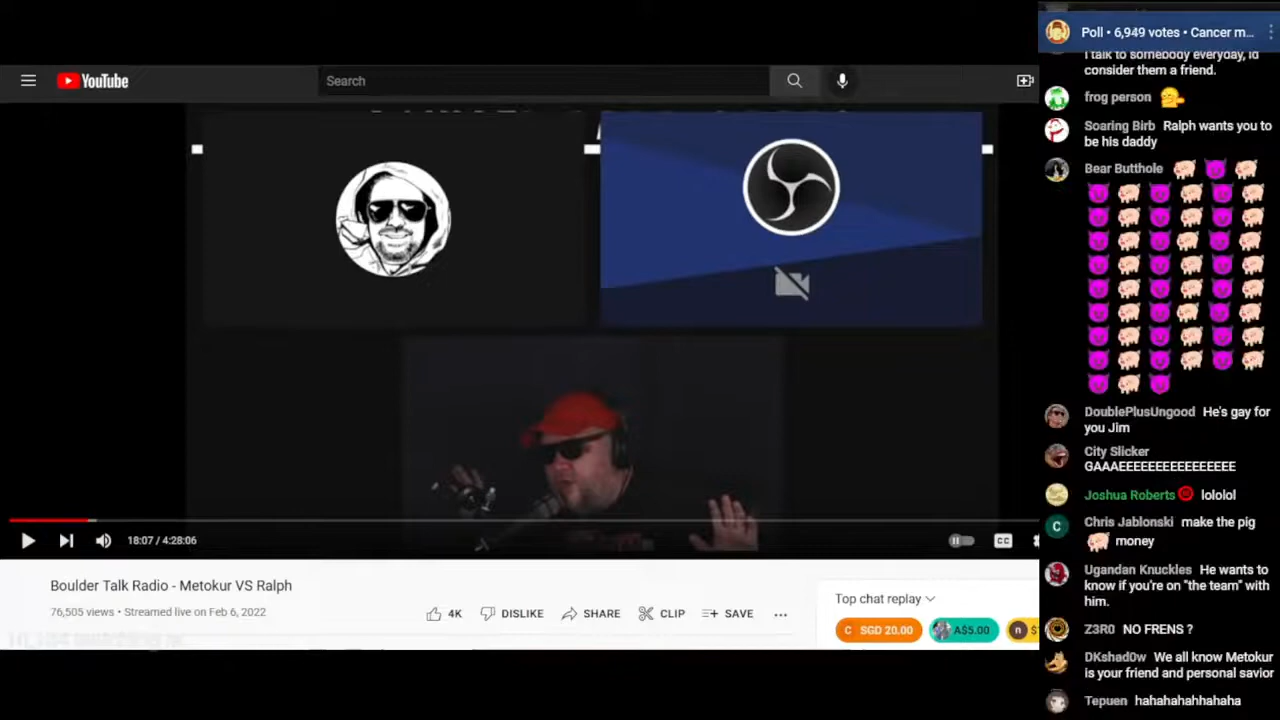 YouTube
Search
18:07 / 4:28:06
CC
Boulder Talk Radio - Metokur VS Ralph
76,505 views • Streamed live on Feb 6, 2022
4K
DISLIKE
SHARE
CLIP
SAVE
Top chat replay
C SGD 20.00
A$5.00
n
Poll • 6,949 votes • Cancer m...
I talk to somebody everyday, id
consider them a friend.
frog person
Soaring Birb Ralph wants you to
be his daddy
Bear Butthole
DoublePlusUngood He's gay for
you Jim
City Slicker
GAAAEEEEEEEEEEEEEEEE
Joshua Roberts lololol
C Chris Jablonski make the pig
money
Ugandan Knuckles He wants to
know if you're on "the team" with
him.
Z3R0 NO FRENS ?
DKshad0w We all know Metokur
is your friend and personal savior
Tepuen hahahahahhahaha